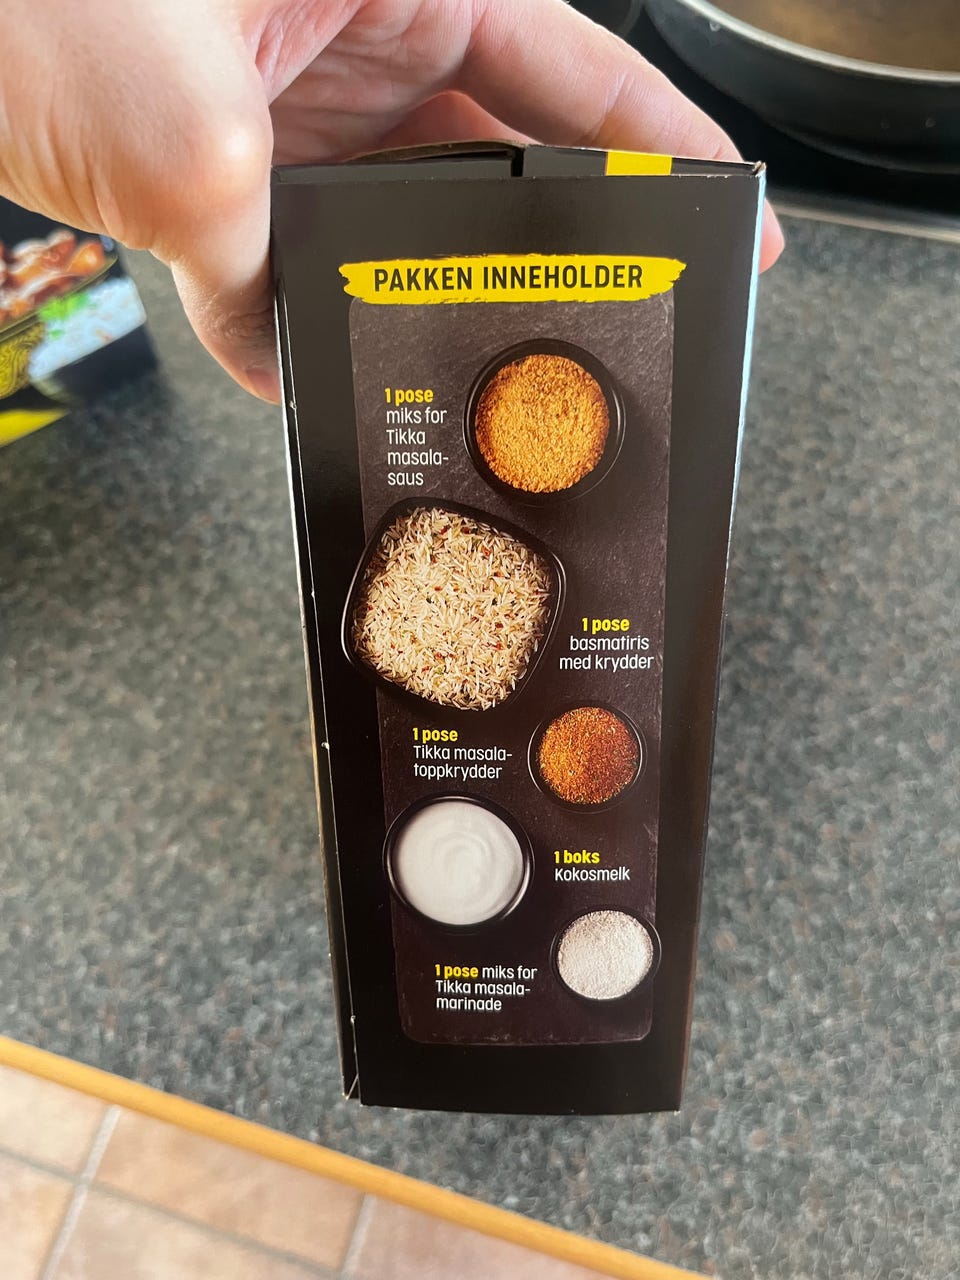 PAKKEN INNEHOLDER
1 pose
miks for
Tikka
masala-
saus
1 pose
basmatiris
med krydder
1 pose
Tikka masala-
toppkrydder
1 boks
Kokosmelk
1 pose miks for
Tikka masala-
marinade